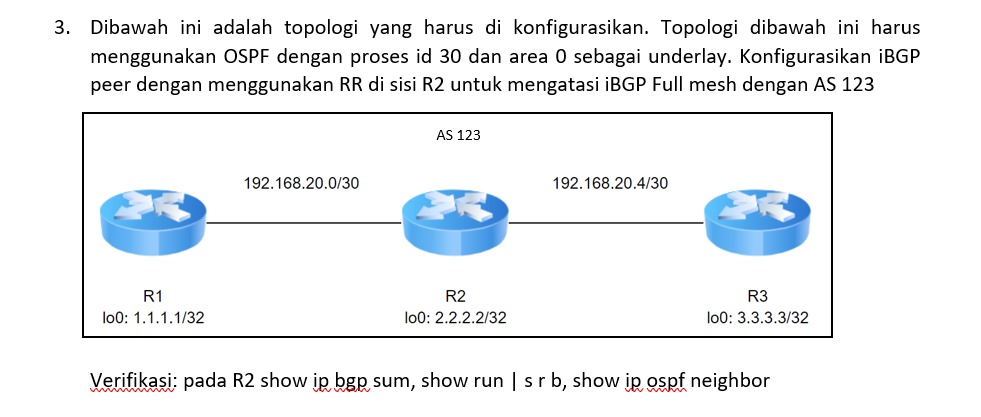 3. Dibawah ini adalah topologi yang harus di konfigurasikan. Topologi dibawah ini harus
menggunakan OSPF dengan proses id 30 dan area 0 sebagai underlay. Konfigurasikan iBGP
peer dengan menggunakan RR di sisi R2 untuk mengatasi iBGP Full mesh dengan AS 123
AS 123
192.168.20.0/30
192.168.20.4/30
R1
lo0: 1.1.1.1/32
R2
lo0: 2.2.2.2/32
R3
lo0: 3.3.3.3/32
Verifikasi: pada R2 show ip bgp sum, show run | s r b, show ip ospf neighbor